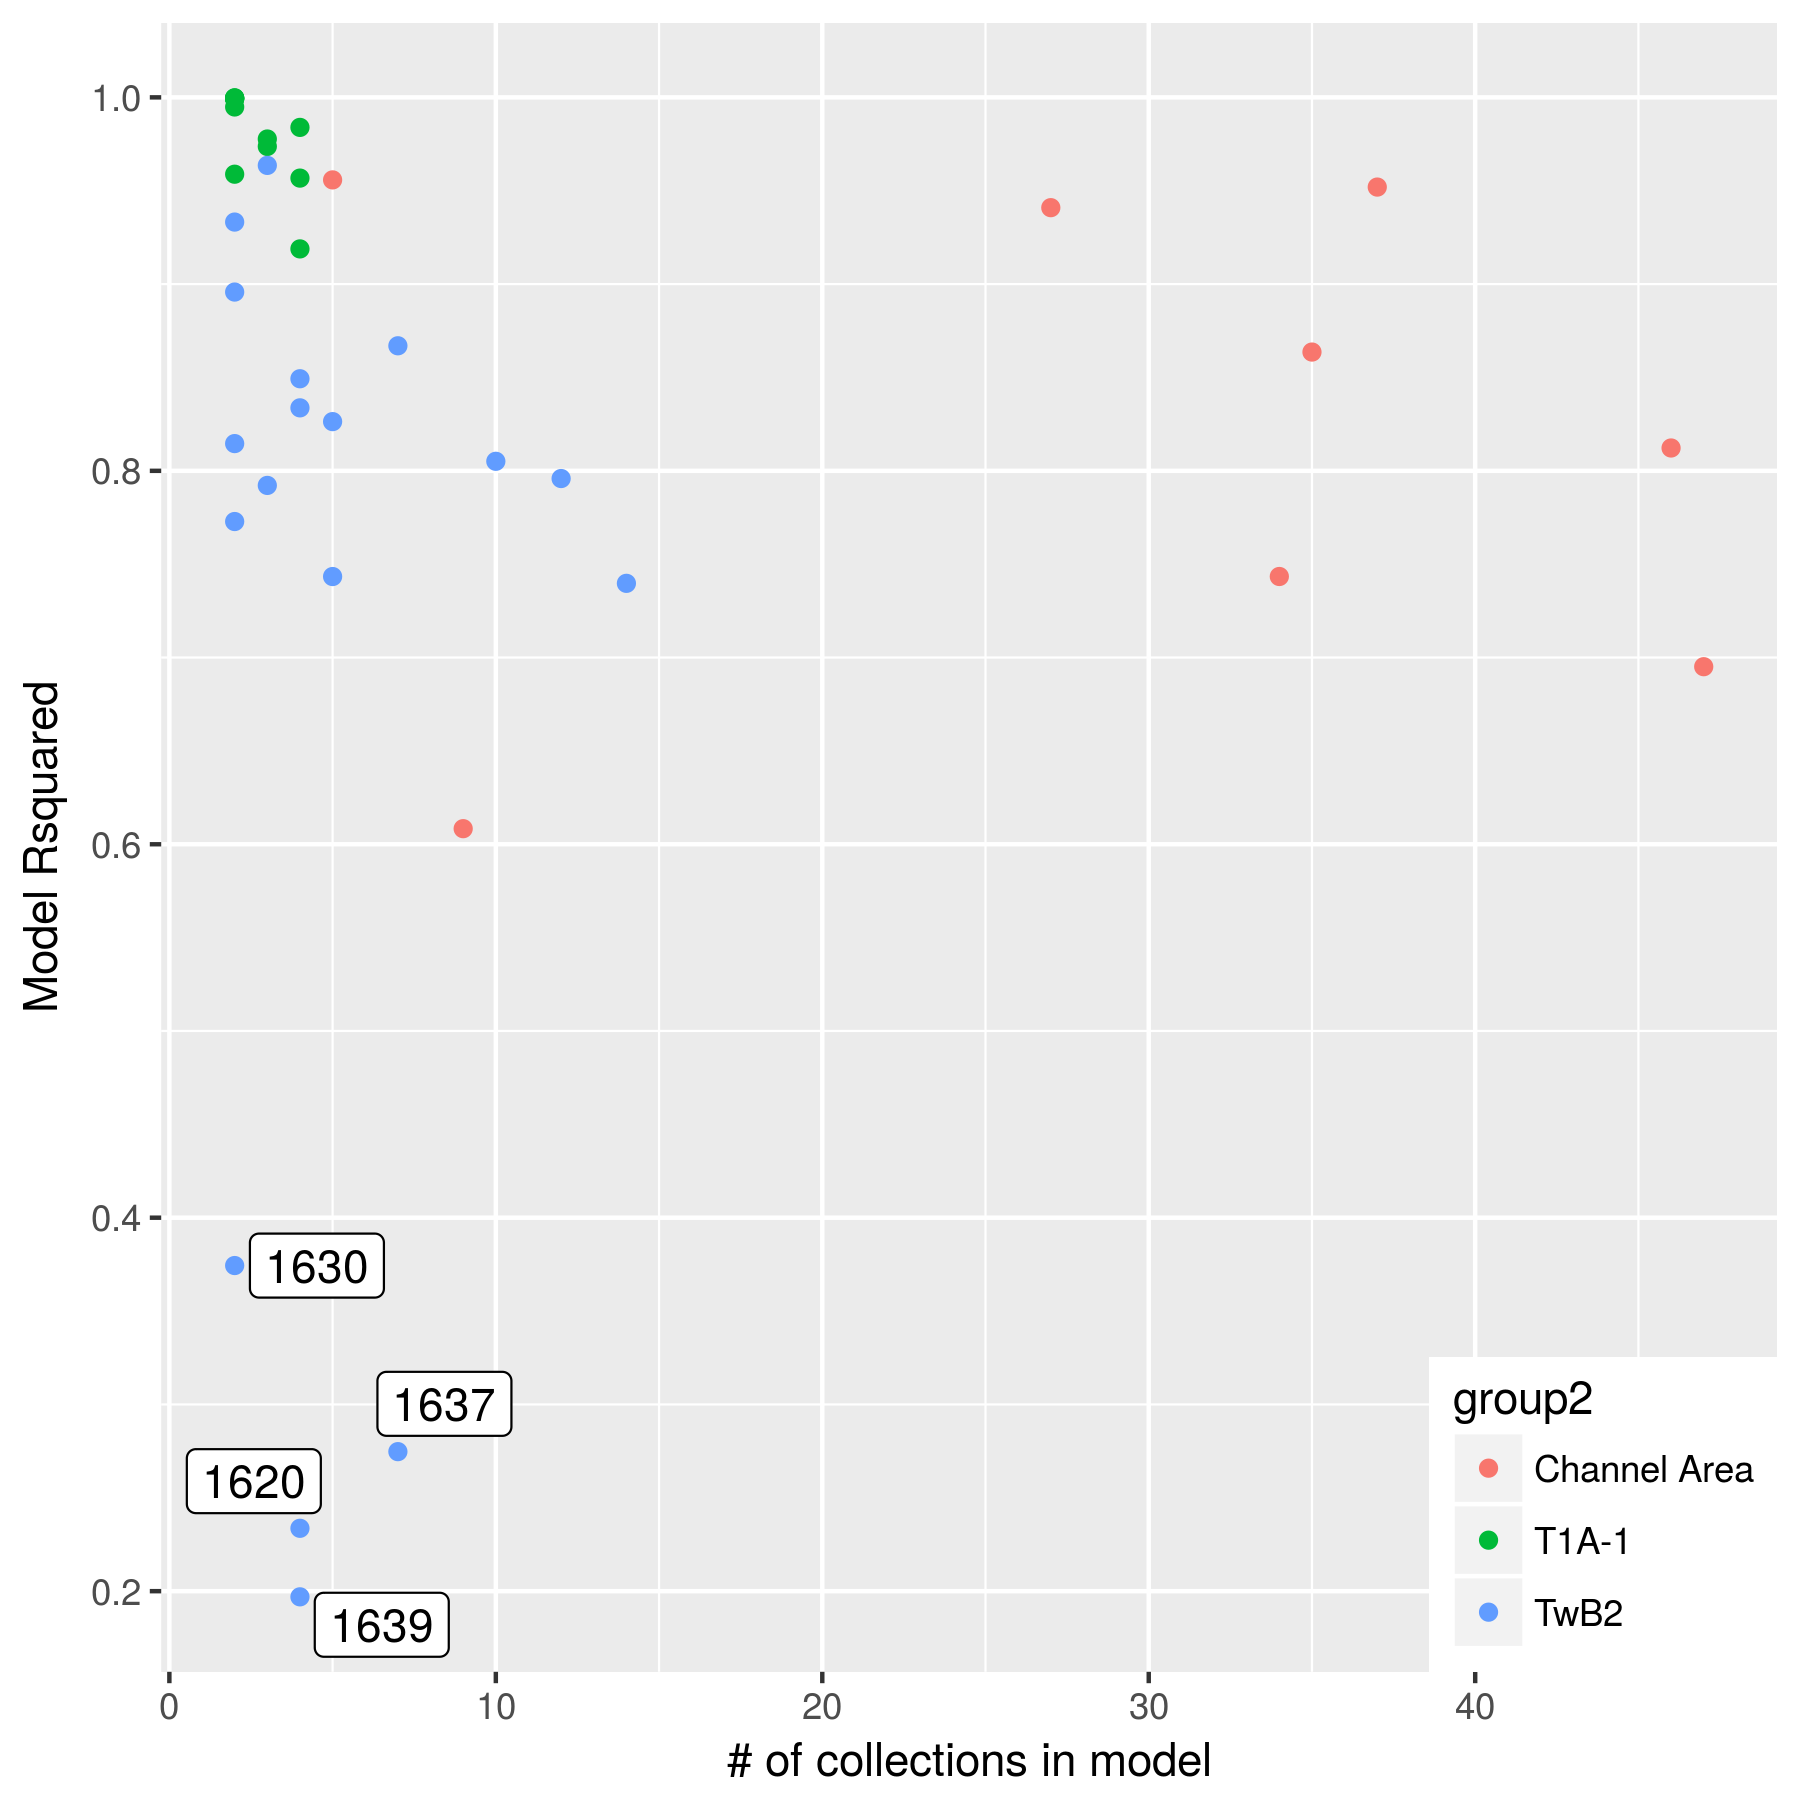 1.0
0.8
0.6
0.4
0.2
Model Rsquared
1630
1637
1620
1639
group2
Channel Area
T1A-1
TwB2
0 10 20 30 40
# of collections in model